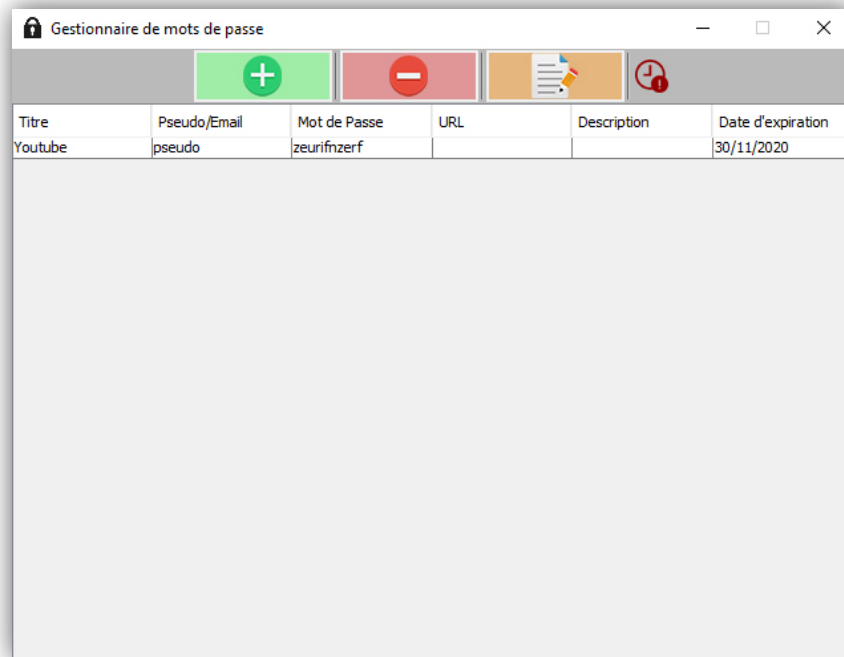 Gestionnaire de mots de passe
Titre Pseudo/Email Mot de Passe URL Description Date d'expiration
Youtube pseudo zeurifnzerf 30/11/2020